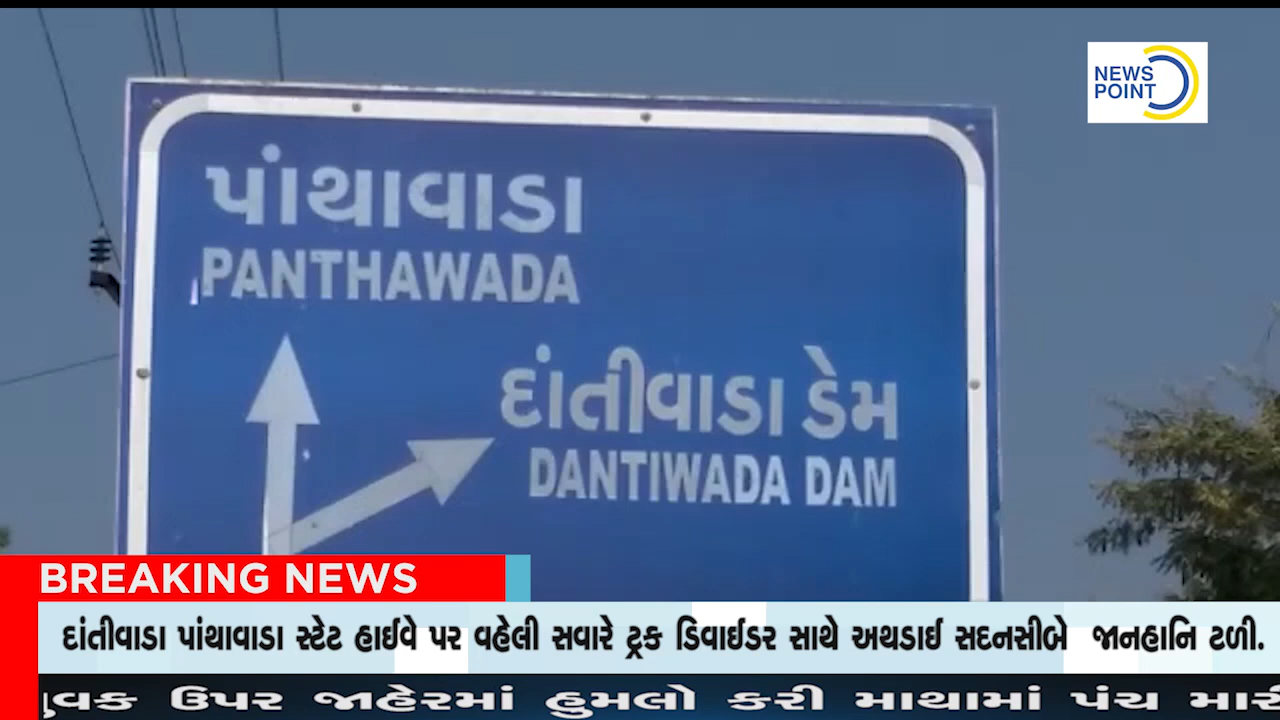 NEWS
POINT
પાંથાવાડા
PANTHAWADA
દાંતીવાડા ડેમ
DANTIWADA DAM
BREAKING NEWS
દાંતીવાડા પાંથાવાડા સ્ટેટ હાઈવે પર વહેલી સવારે ટ્રક ડિવાઈડર સાથે અથડાઈ સદનસીબે જાનહાનિ ટળી.
ઉપર જાહેરમાં હુમલો કરી માથામાં પંચ